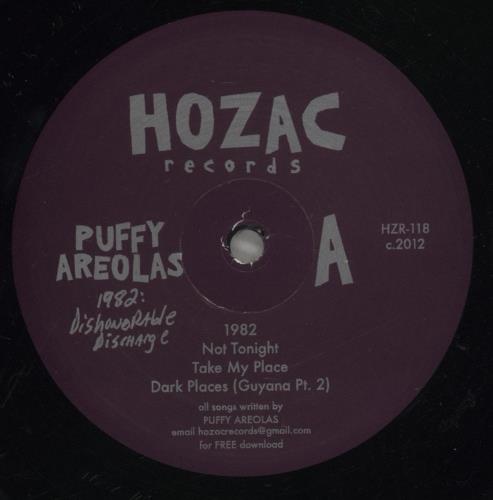 HOZAC
records
PUFFY
AREOLAS
1982:
DisHONORABle
DiscHArge
A
HZR-118
c.2012
1982
Not Tonight
Take My Place
Dark Places (Guyana Pt. 2)
all songs written by
PUFFY AREOLAS
email hozacrecords@gmail.com
for FREE download